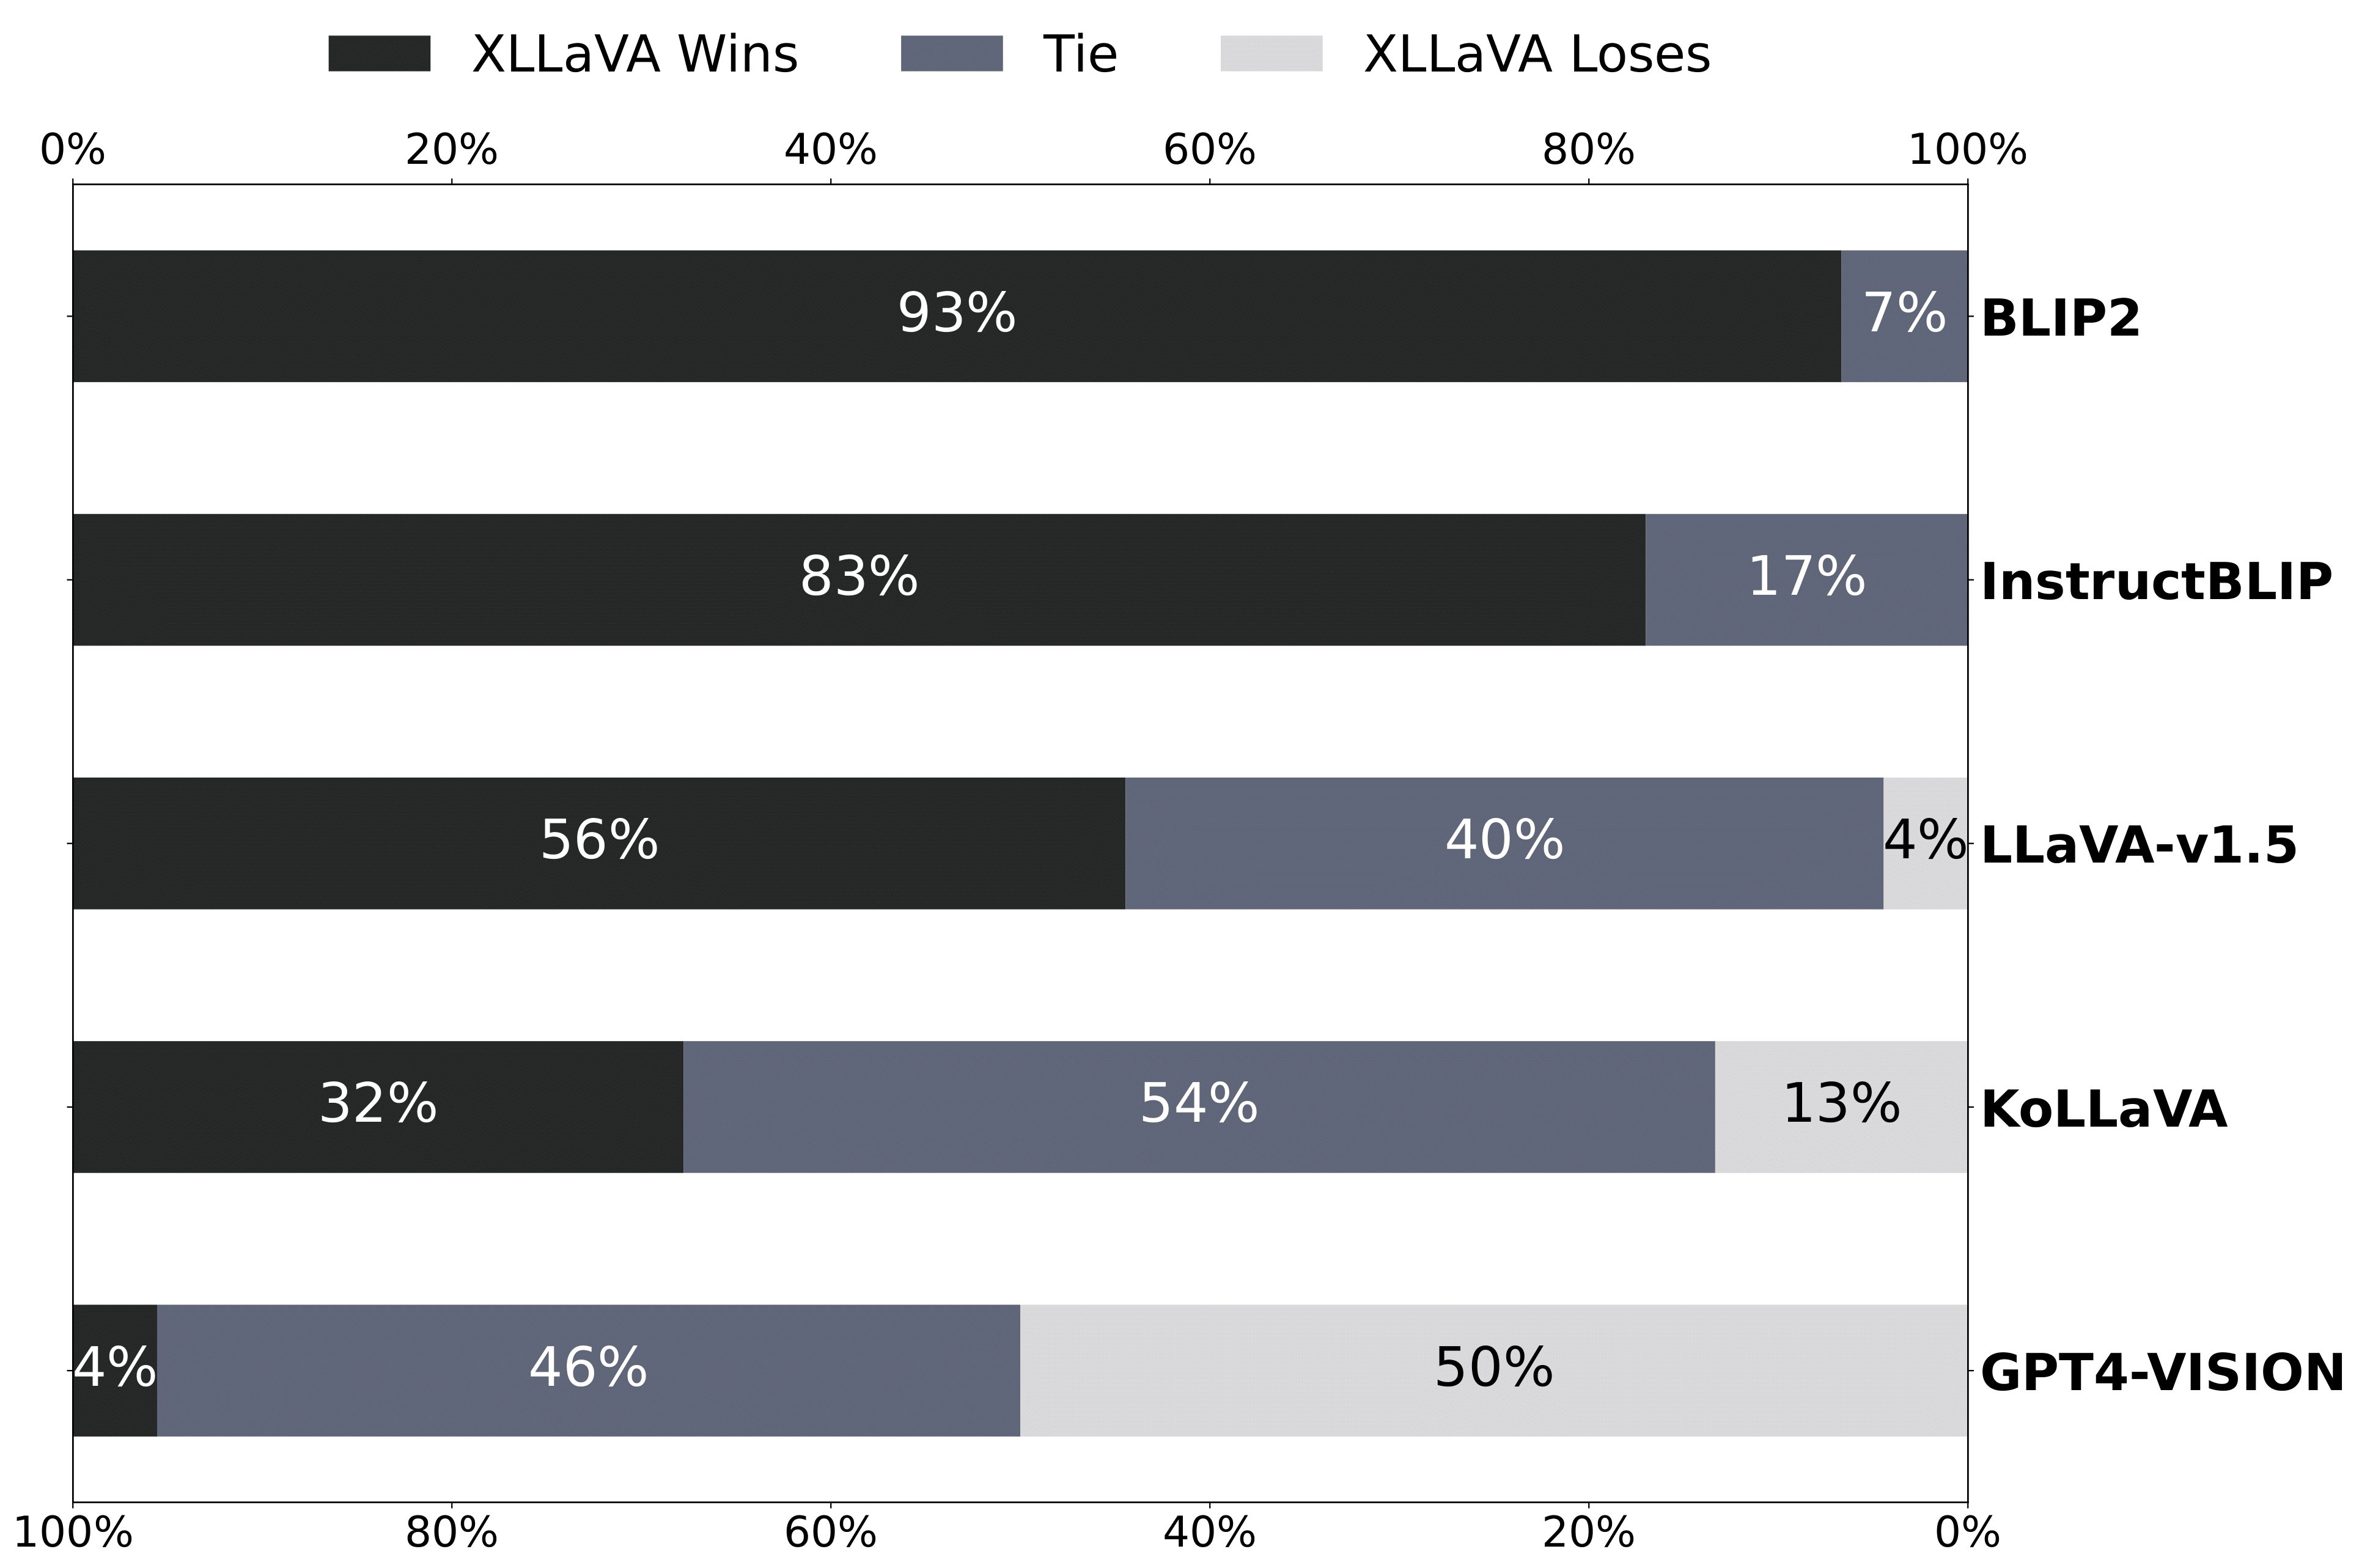 XLLaVA Wins Tie XLLaVA Loses
0% 20% 40% 60% 80% 100%
93% 7% BLIP2
83% 17% InstructBLIP
56% 40% 4% LLaVA-v1.5
32% 54% 13% KoLLaVA
4% 46% 50% GPT4-VISION
100% 80% 60% 40% 20% 0%